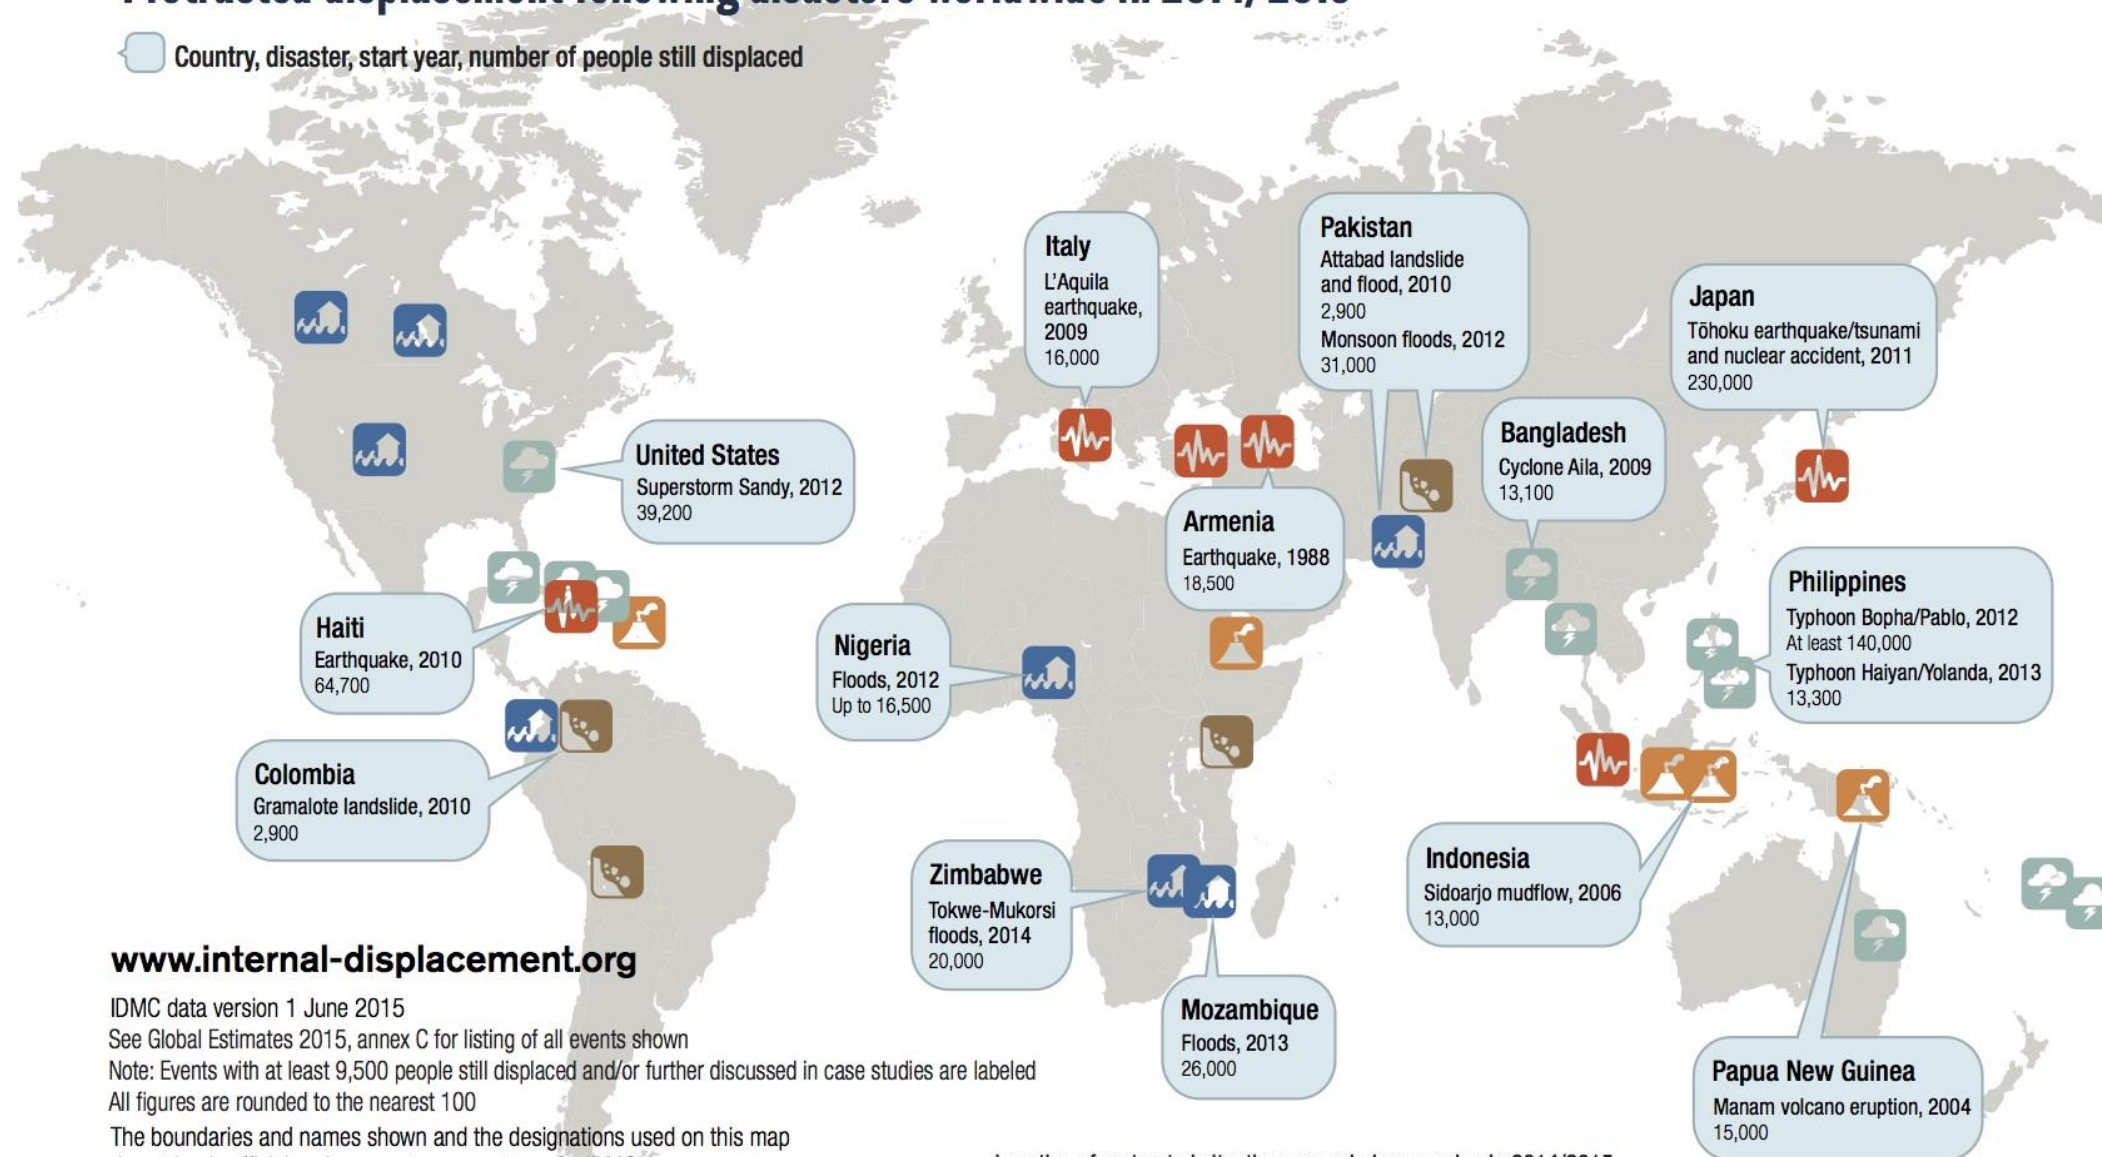 Protracted displacement following disasters worldwide in 2014/2015
Country, disaster, start year, number of people still displaced
Italy
L'Aquila
earthquake,
2009
16,000
Pakistan
Attabad landslide
and flood, 2010
2,900
Monsoon floods, 2012
31,000
Japan
Tōhoku earthquake/tsunami
and nuclear accident, 2011
230,000
United States
Superstorm Sandy, 2012
39,200
Bangladesh
Cyclone Aila, 2009
13,100
Armenia
Earthquake, 1988
18,500
Haiti
Earthquake, 2010
64,700
Nigeria
Floods, 2012
Up to 16,500
Philippines
Typhoon Bopha/Pablo, 2012
At least 140,000
Typhoon Haiyan/Yolanda, 2013
13,300
Colombia
Gramalote landslide, 2010
2,900
Zimbabwe
Tokwe-Mukorsi
floods, 2014
20,000
Indonesia
Sidoarjo mudflow, 2006
13,000
Mozambique
Floods, 2013
26,000
Papua New Guinea
Manam volcano eruption, 2004
15,000
www.internal-displacement.org
IDMC data version 1 June 2015
See Global Estimates 2015, annex C for listing of all events shown
Note: Events with at least 9,500 people still displaced and/or further discussed in case studies are labeled
All figures are rounded to the nearest 100
The boundaries and names shown and the designations used on this map